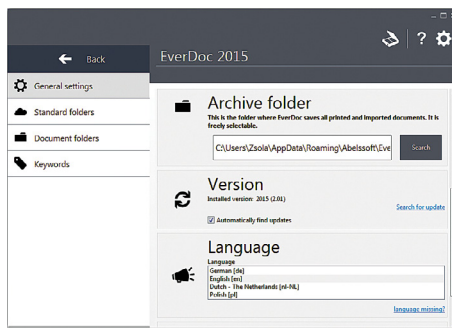 Back
EverDoc 2015
?
General settings
Standard folders
Document folders
Keywords
Archive folder
This is the folder where EverDoc saves all printed and imported documents. It is
freely selectable.
C:\Users\Zsola\AppData\Roaming\Abelssoft\Eve
Search
Version
Installed version: 2015 (2.01)
Search for update
Automatically find updates
Language
Language
German [de]
English [en]
Dutch - The Netherlands [nl-NL]
Polish [pl]
language missing?